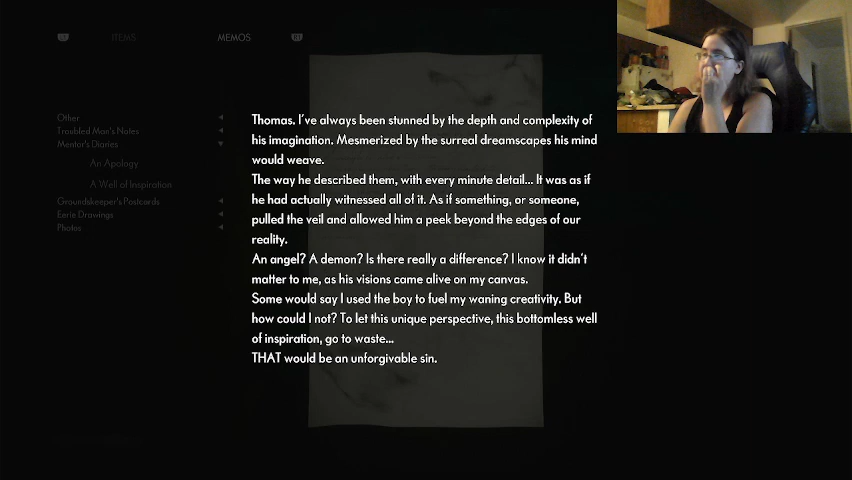 ITEMS
MEMOS
Other
Troubled Man's Notes
Mentor's Diaries
An Apology
A Well of Inspiration
Groundskeeper's Postcards
Eerie Drawings
Photos
Thomas. I've always been stunned by the depth and complexity of
his imagination. Mesmerized by the surreal dreamscapes his mind
would weave.
The way he described them, with every minute detail... It was as if
he had actually witnessed all of it. As if something, or someone,
pulled the veil and allowed him a peek beyond the edges of our
reality.
An angel? A demon? Is there really a difference? I know it didn't
matter to me, as his visions came alive on my canvas.
Some would say I used the boy to fuel my waning creativity. But
how could I not? To let this unique perspective, this bottomless well
of inspiration, go to waste...
THAT would be an unforgivable sin.